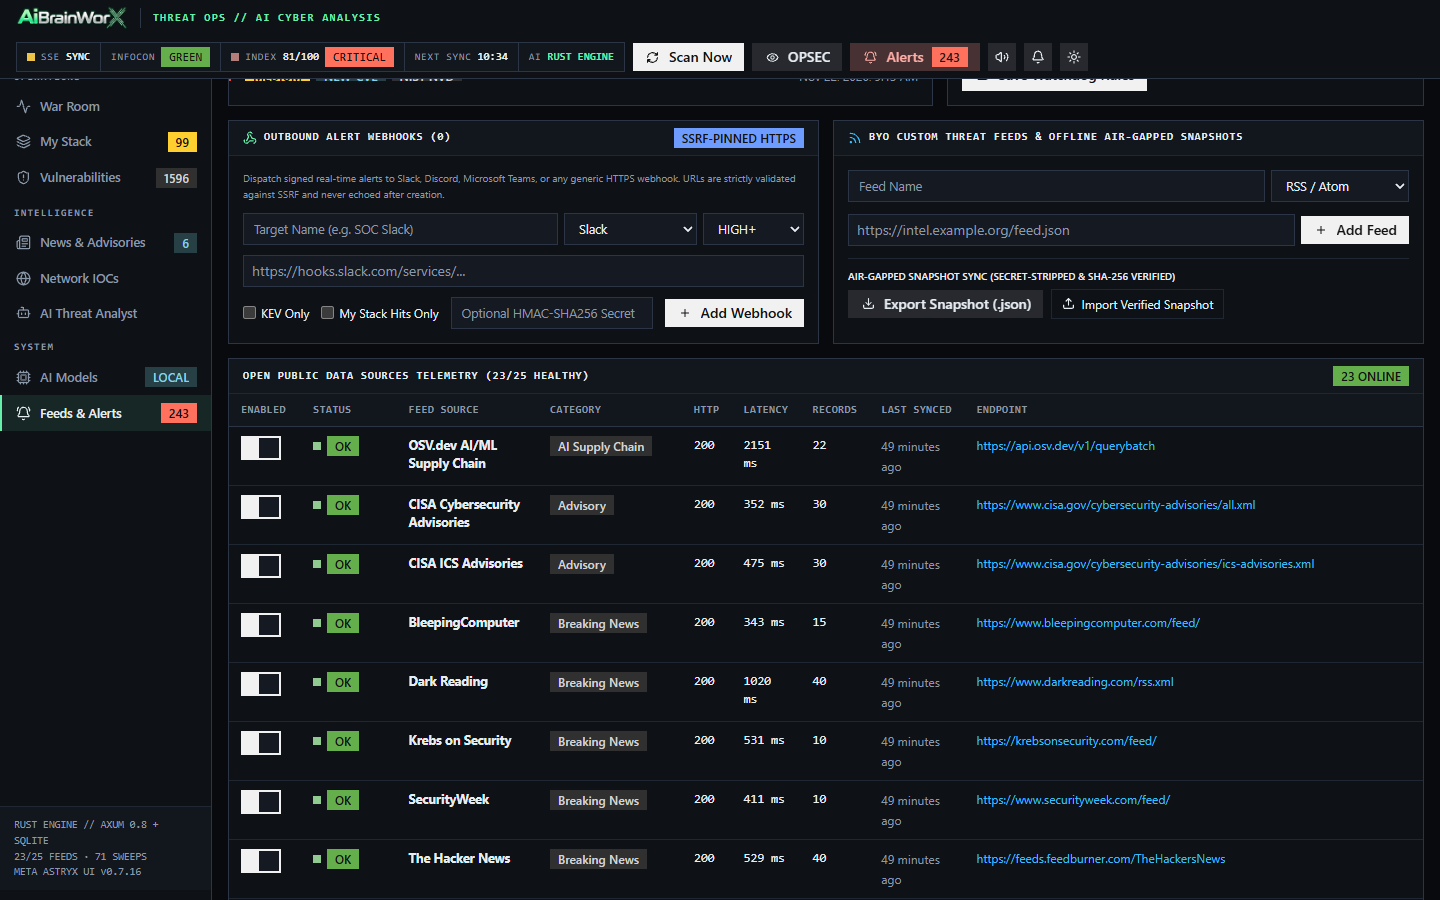 AiBrainWorX
THREAT OPS // AI CYBER ANALYSIS
SSE SYNC
INFOCON GREEN
INDEX 81/100 CRITICAL
NEXT SYNC 10:34
AI RUST ENGINE
Scan Now
OPSEC
Alerts 243
War Room
My Stack 99
Vulnerabilities 1596
INTELLIGENCE
News & Advisories 6
Network IOCs
AI Threat Analyst
SYSTEM
AI Models LOCAL
Feeds & Alerts 243
RUST ENGINE // AXUM 0.8 +
SQLITE
23/25 FEEDS · 71 SWEEPS
META ASTRYX UI v0.7.16
OUTBOUND ALERT WEBHOOKS (0)
SSRF-PINNED HTTPS
Dispatch signed real-time alerts to Slack, Discord, Microsoft Teams, or any generic HTTPS webhook. URLs are strictly validated
against SSRF and never echoed after creation.
Target Name (e.g. SOC Slack)
Slack
HIGH+
https://hooks.slack.com/services/...
KEV Only
My Stack Hits Only
Optional HMAC-SHA256 Secret
+ Add Webhook
BYO CUSTOM THREAT FEEDS & OFFLINE AIR-GAPPED SNAPSHOTS
Feed Name
RSS / Atom
https://intel.example.org/feed.json
+ Add Feed
AIR-GAPPED SNAPSHOT SYNC (SECRET-STRIPPED & SHA-256 VERIFIED)
Export Snapshot (.json)
Import Verified Snapshot
OPEN PUBLIC DATA SOURCES TELEMETRY (23/25 HEALTHY)
23 ONLINE
ENABLED STATUS FEED SOURCE CATEGORY HTTP LATENCY RECORDS LAST SYNCED ENDPOINT
OK OSV.dev AI/ML AI Supply Chain 200 2151 22 49 minutes https://api.osv.dev/v1/querybatch
Supply Chain ms ago
OK CISA Cybersecurity Advisory 200 352 ms 30 49 minutes https://www.cisa.gov/cybersecurity-advisories/all.xml
Advisories ago
OK CISA ICS Advisories Advisory 200 475 ms 30 49 minutes https://www.cisa.gov/cybersecurity-advisories/ics-advisories.xml
ago
OK BleepingComputer Breaking News 200 343 ms 15 49 minutes https://www.bleepingcomputer.com/feed/
ago
OK Dark Reading Breaking News 200 1020 40 49 minutes https://www.darkreading.com/rss.xml
ms ago
OK Krebs on Security Breaking News 200 531 ms 10 49 minutes https://krebsonsecurity.com/feed/
ago
OK SecurityWeek Breaking News 200 411 ms 10 49 minutes https://www.securityweek.com/feed/
ago
OK The Hacker News Breaking News 200 529 ms 40 49 minutes https://feeds.feedburner.com/TheHackersNews
ago